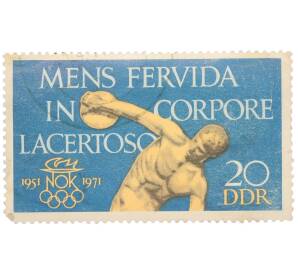 MENS FERVIDA
IN CORPORE
LACERTOSO
1951 NOK 1971
20
DDR